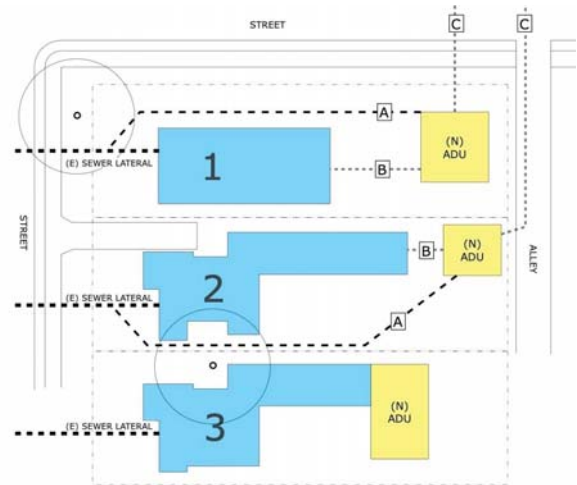 STREET
C
C
A
(N)
ADU
1
(E) SEWER LATERAL
B
STREET
(N)
ADU
B
ALLEY
2
(E) SEWER LATERAL
A
(N)
ADU
3
(E) SEWER LATERAL